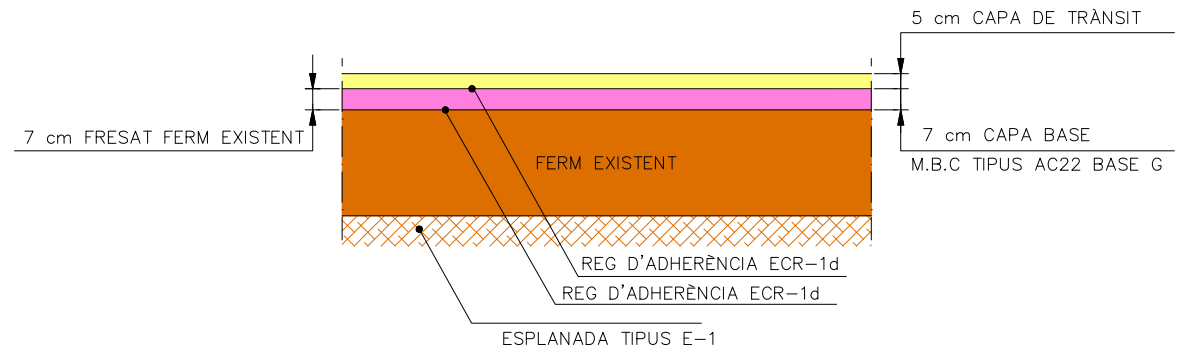 5 cm CAPA DE TRÀNSIT
7 cm FRESAT FERM EXISTENT
7 cm CAPA BASE
M.B.C TIPUS AC22 BASE G
FERM EXISTENT
REG D'ADHERÈNCIA ECR-1d
REG D'ADHERÈNCIA ECR-1d
ESPLANADA TIPUS E-1